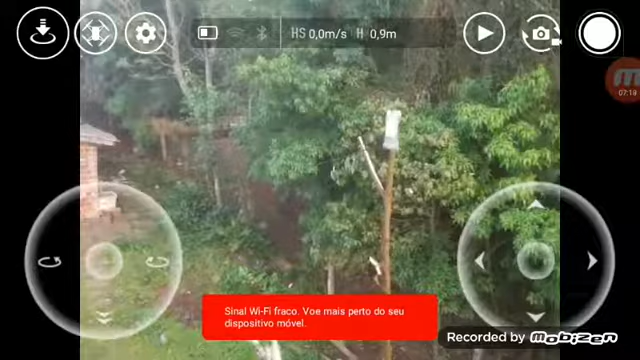 HS 0,0m/s H 0,9m
07:19
Sinal Wi-Fi fraco. Voe mais perto do seu
dispositivo móvel.
Recorded by mobizen